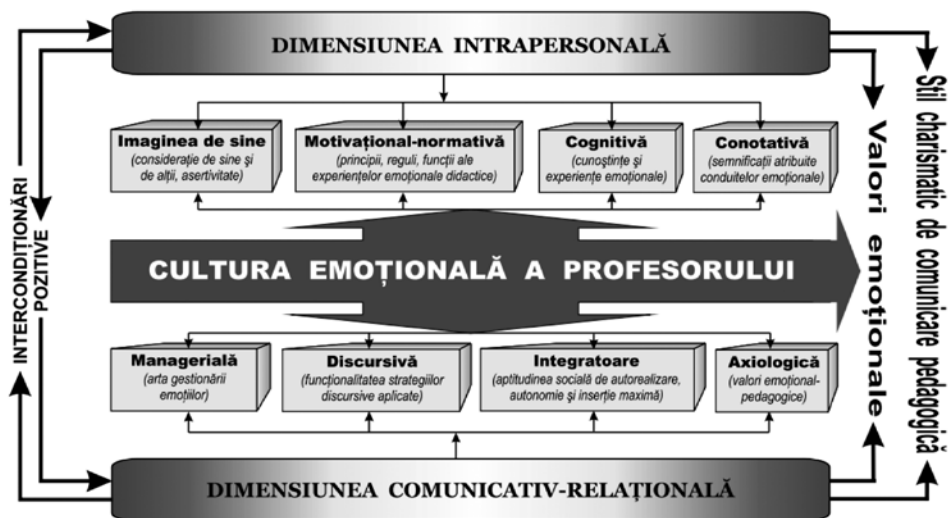 DIMENSIUNEA INTRAPERSONALĂ
Imaginea de sine
(considerație de sine și
de alții, asertivitate)
Motivațional-normativă
(principii, reguli, funcții ale
experiențelor emoționale didactice)
Cognitivă
(cunoștințe și
experiențe emoționale)
Conotativă
(semnificații atribuite
conduitelor emoționale)
INTERCONDIȚIONĂRI
POZITIVE
CULTURA EMOȚIONALĂ A PROFESORULUI
Valori emoționale
Stil charismatic de comunicare pedagogică
Managerială
(arta gestionării
emoțiilor)
Discursivă
(funcționalitatea strategiilor
discursive aplicate)
Integratoare
(aptitudinea socială de autorealizare,
autonomie și inserție maximă)
Axiologică
(valori emoțional-
pedagogice)
DIMENSIUNEA COMUNICATIV-RELAȚIONALĂ